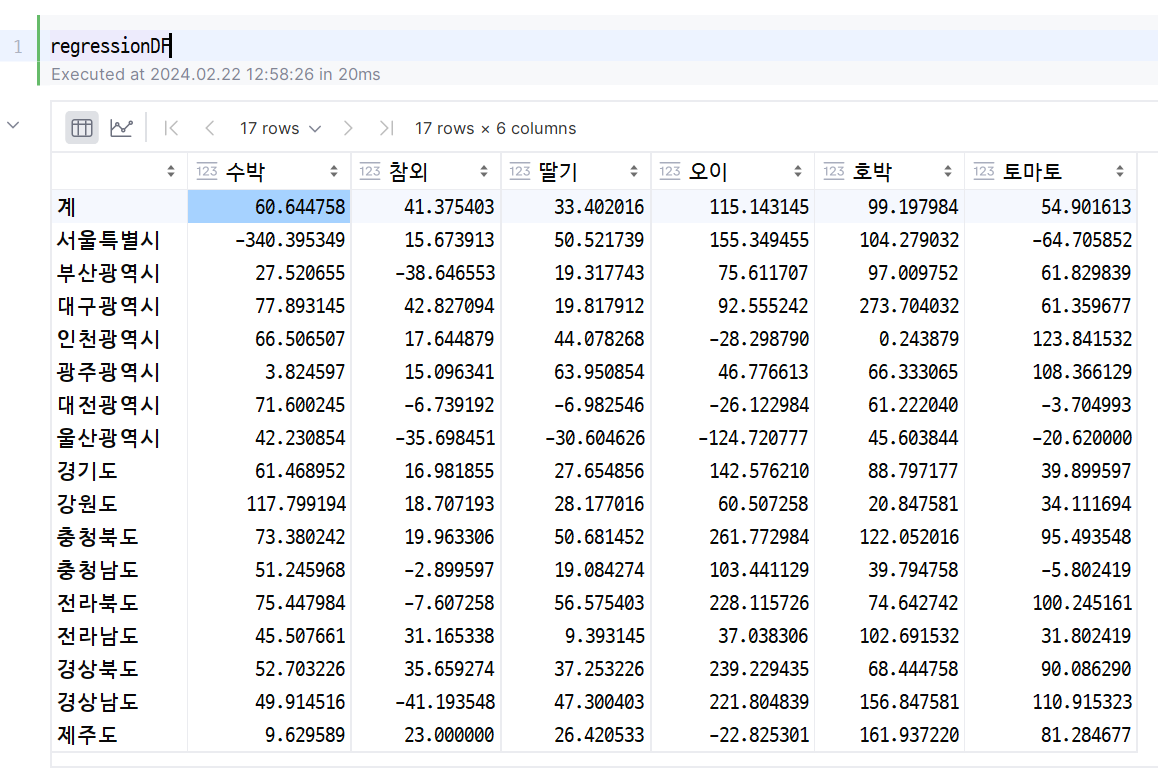 1 regressionDF
Executed at 2024.02.22 12:58:26 in 20ms
17 rows 17 rows × 6 columns
123 수박 123 참외 123 딸기 123 오이 123 호박 123 토마토
계 60.644758 41.375403 33.402016 115.143145 99.197984 54.901613
서울특별시 -340.395349 15.673913 50.521739 155.349455 104.279032 -64.705852
부산광역시 27.520655 -38.646553 19.317743 75.611707 97.009752 61.829839
대구광역시 77.893145 42.827094 19.817912 92.555242 273.704032 61.359677
인천광역시 66.506507 17.644879 44.078268 -28.298790 0.243879 123.841532
광주광역시 3.824597 15.096341 63.950854 46.776613 66.333065 108.366129
대전광역시 71.600245 -6.739192 -6.982546 -26.122984 61.222040 -3.704993
울산광역시 42.230854 -35.698451 -30.604626 -124.720777 45.603844 -20.620000
경기도 61.468952 16.981855 27.654856 142.576210 88.797177 39.899597
강원도 117.799194 18.707193 28.177016 60.507258 20.847581 34.111694
충청북도 73.380242 19.963306 50.681452 261.772984 122.052016 95.493548
충청남도 51.245968 -2.899597 19.084274 103.441129 39.794758 -5.802419
전라북도 75.447984 -7.607258 56.575403 228.115726 74.642742 100.245161
전라남도 45.507661 31.165338 9.393145 37.038306 102.691532 31.802419
경상북도 52.703226 35.659274 37.253226 239.229435 68.444758 90.086290
경상남도 49.914516 -41.193548 47.300403 221.804839 156.847581 110.915323
제주도 9.629589 23.000000 26.420533 -22.825301 161.937220 81.284677